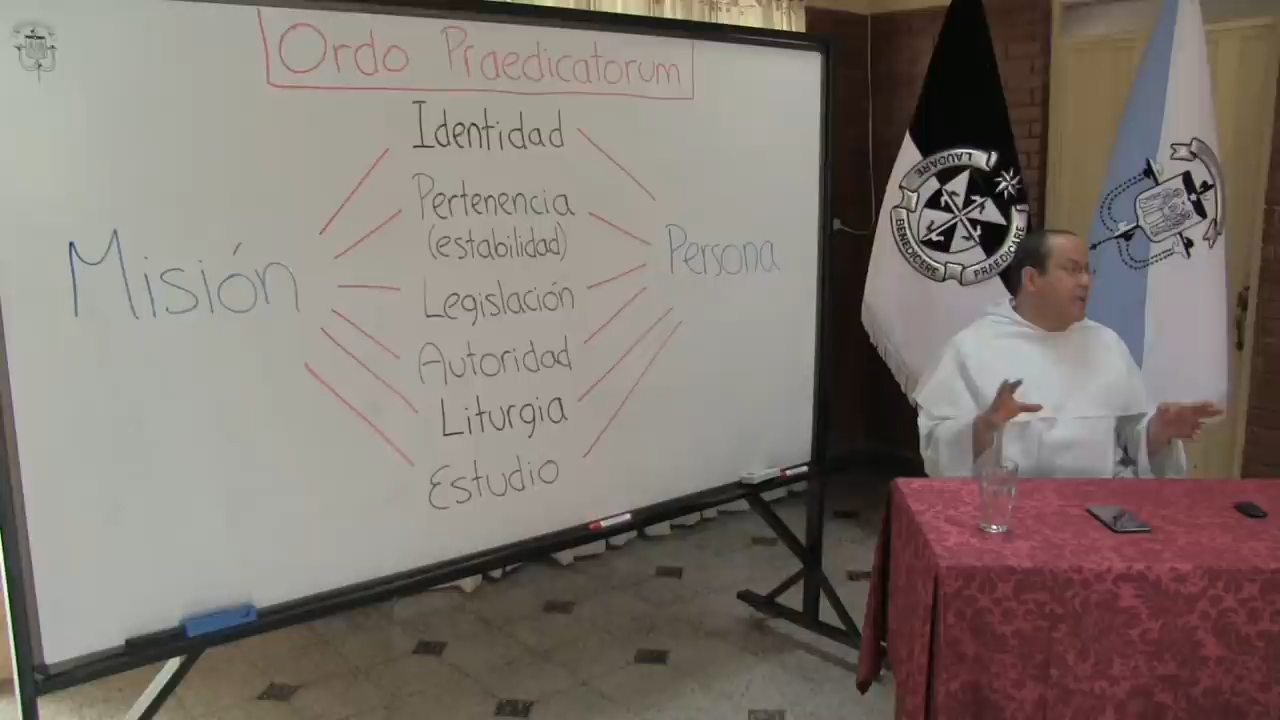 Ordo Praedicatorum
Identidad
Pertenencia
(estabilidad)
Misión
Legislación
Persona
Autoridad
Liturgia
Estudio
LAUDARE
BENEDICERE
PRAEDICARE